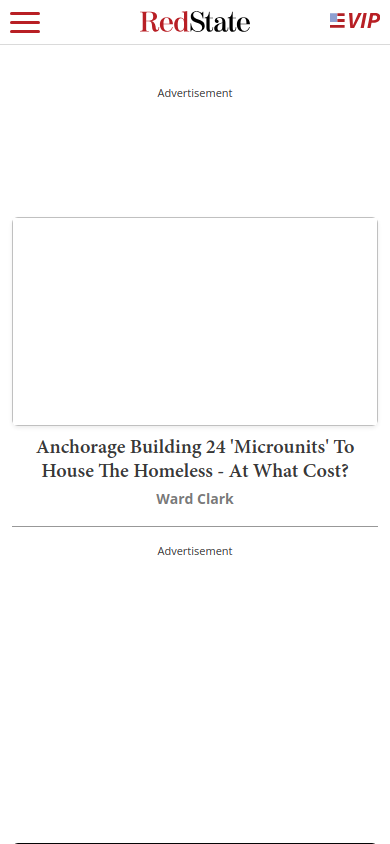 RedState
VIP
Advertisement
Anchorage Building 24 'Microunits' To
House The Homeless - At What Cost?
Ward Clark
Advertisement